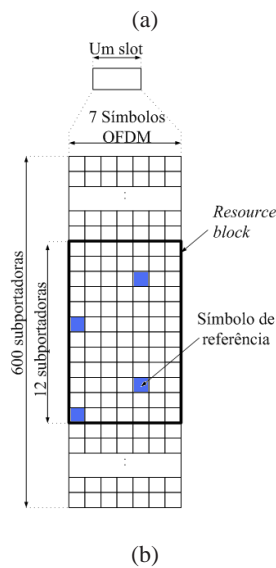 (a)
Um slot
7 Símbolos
OFDM
Resource
block
600 subportadoras
12 subportadoras
Símbolo de
referência
(b)